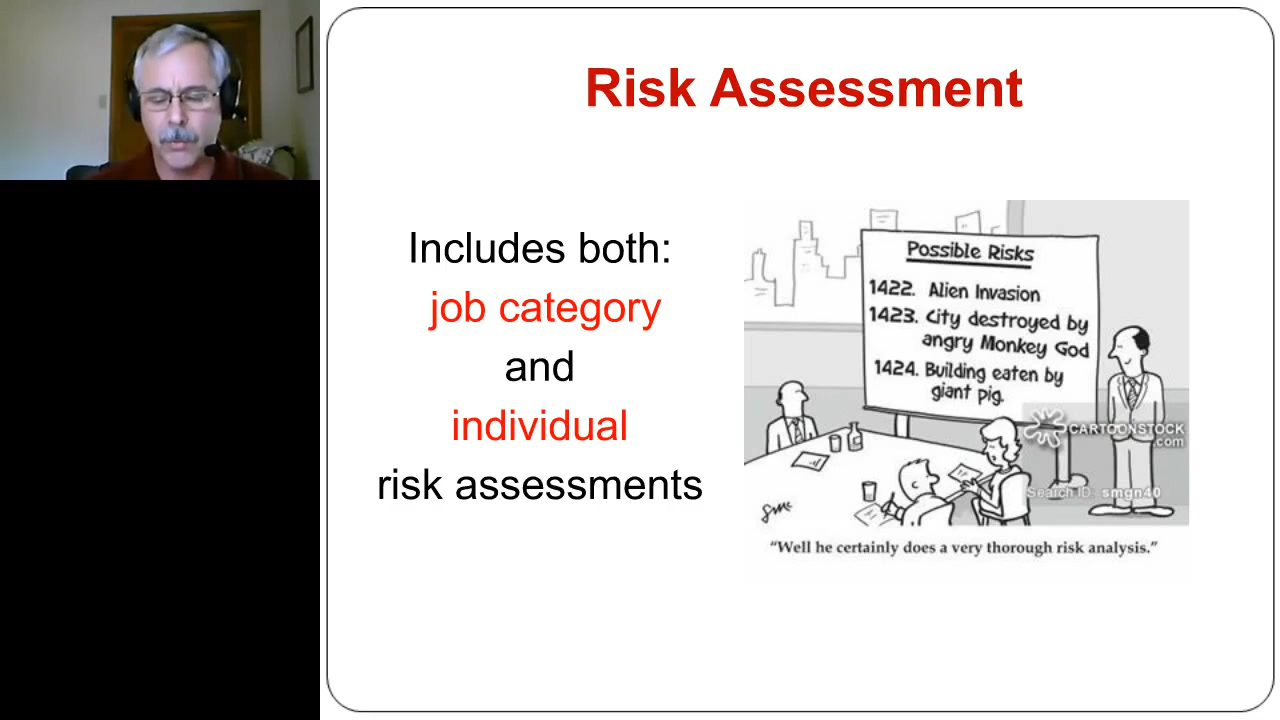 Risk Assessment
Includes both:
job category
and
individual
risk assessments
Possible Risks
1422. Alien Invasion
1423. City destroyed by
angry Monkey God
1424. Building eaten by
giant pig.
CARTOONSTOCK
.com
Search ID: smgn40
"Well he certainly does a very thorough risk analysis."